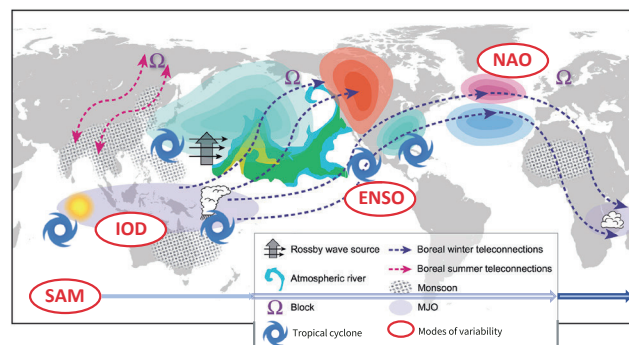 NAO
Ω
Ω
Ω
ENSO
IOD
SAM
Rossby wave source
Atmospheric river
Ω Block
Tropical cyclone
Boreal winter teleconnections
Boreal summer teleconnections
Monsoon
MJO
Modes of variability